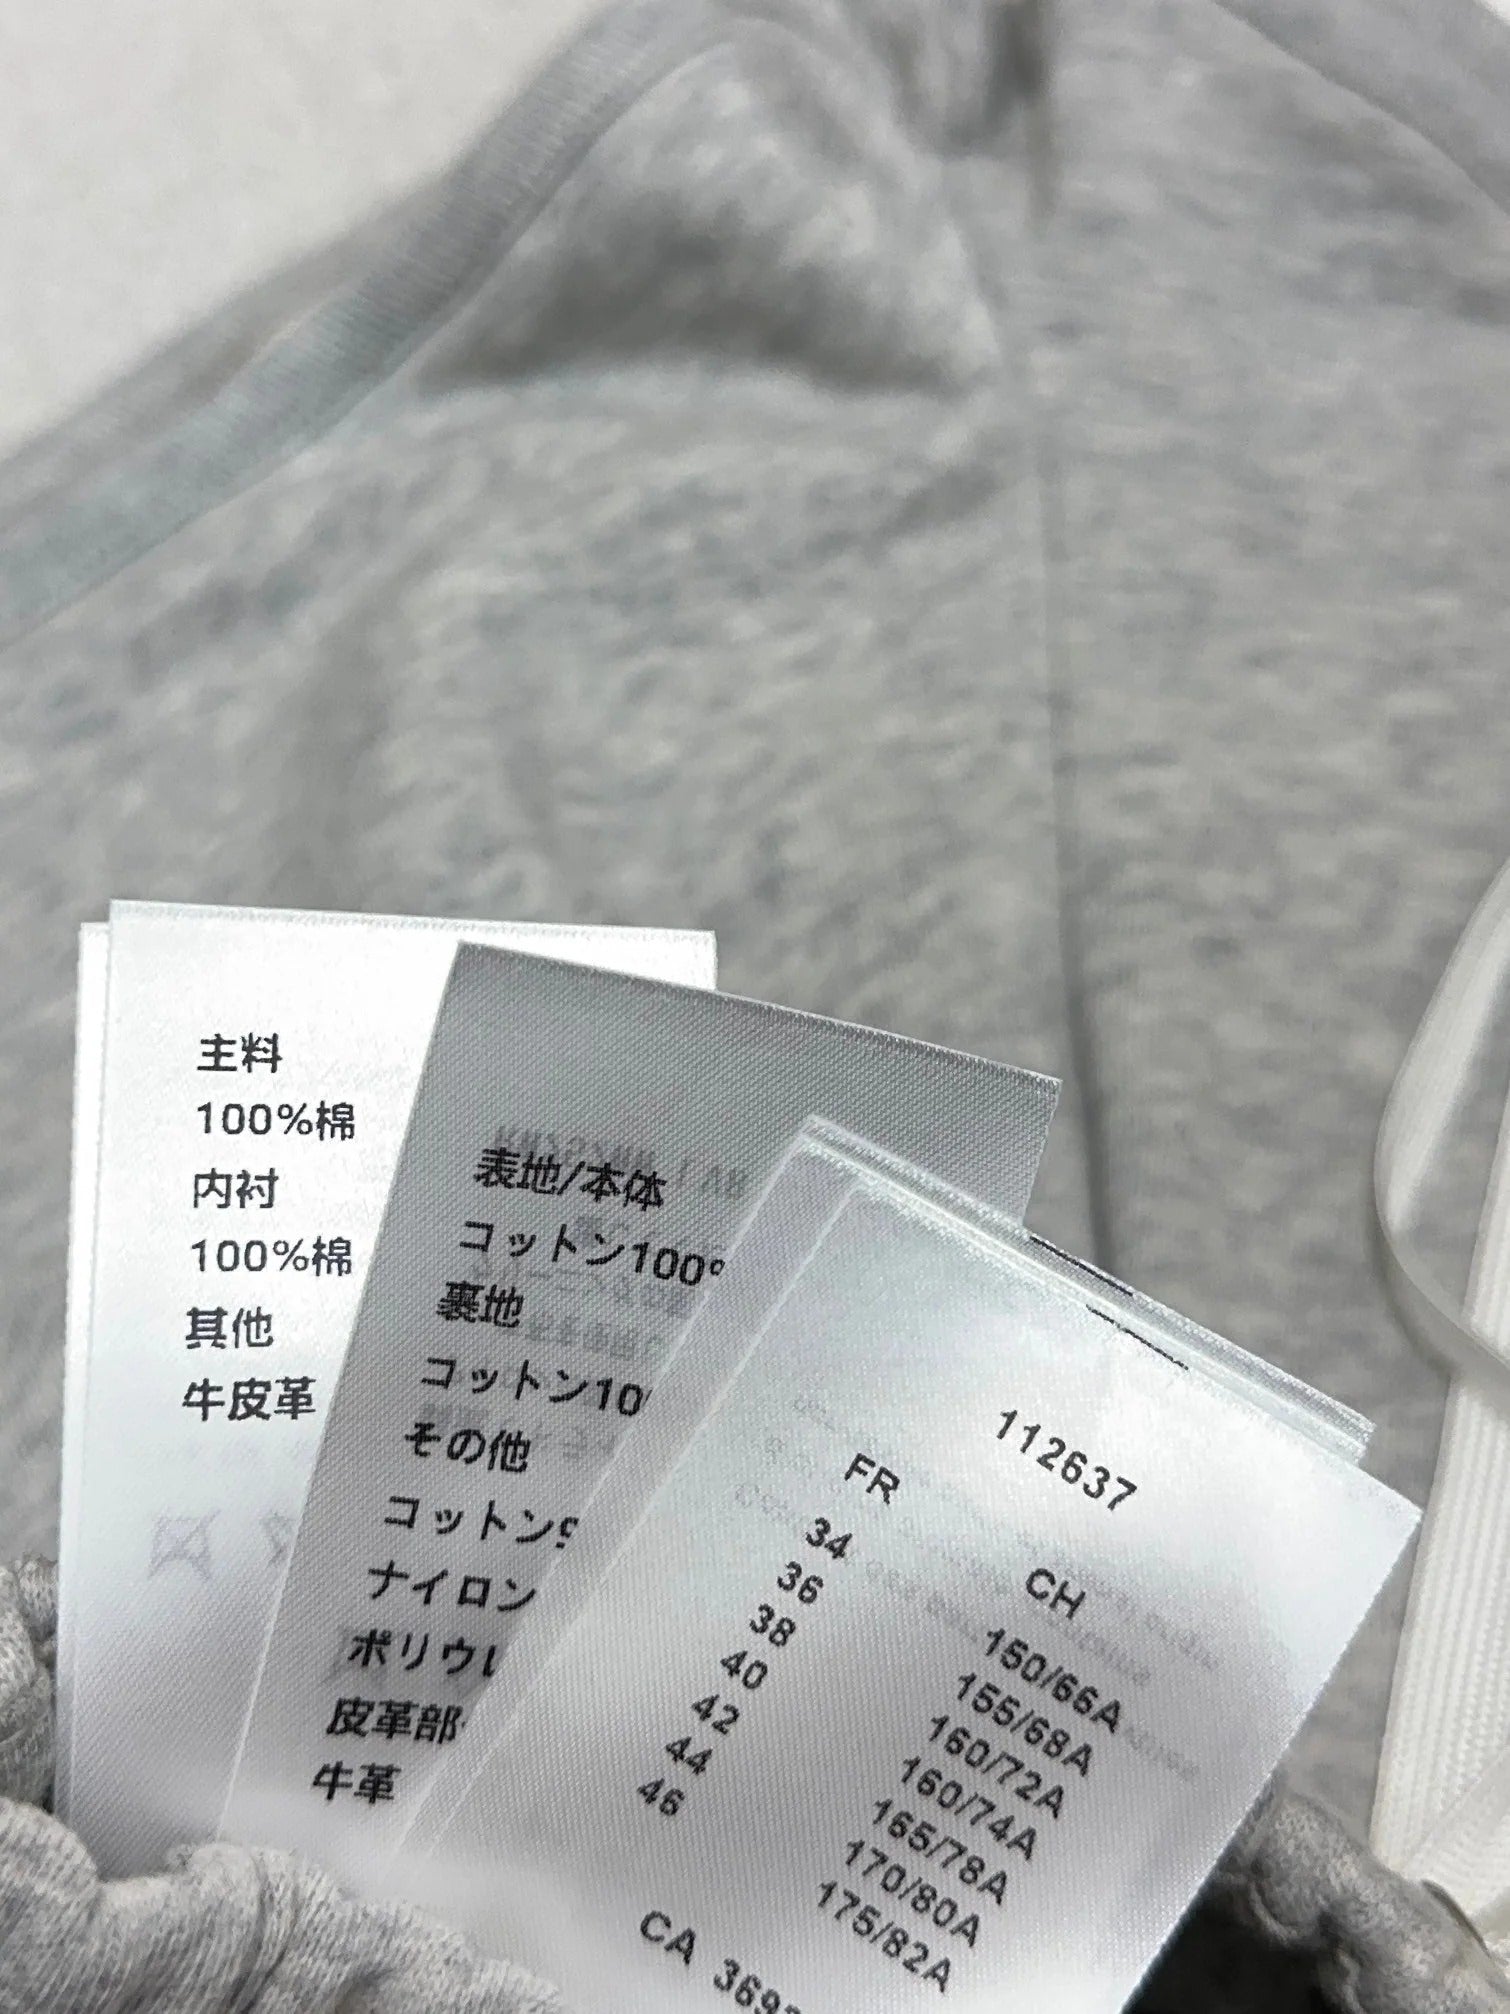 主料
100%棉
内衬
100%棉
其他
牛皮革
表地/本体
コットン100%
裏地
コットン10
その他
コットン9
ナイロン
ポリウレ
皮革部
牛革
112637
FR CH
34 150/66A
36 155/68A
38 160/72A
40 160/74A
42 165/78A
44 170/80A
46 175/82A
CA 3697